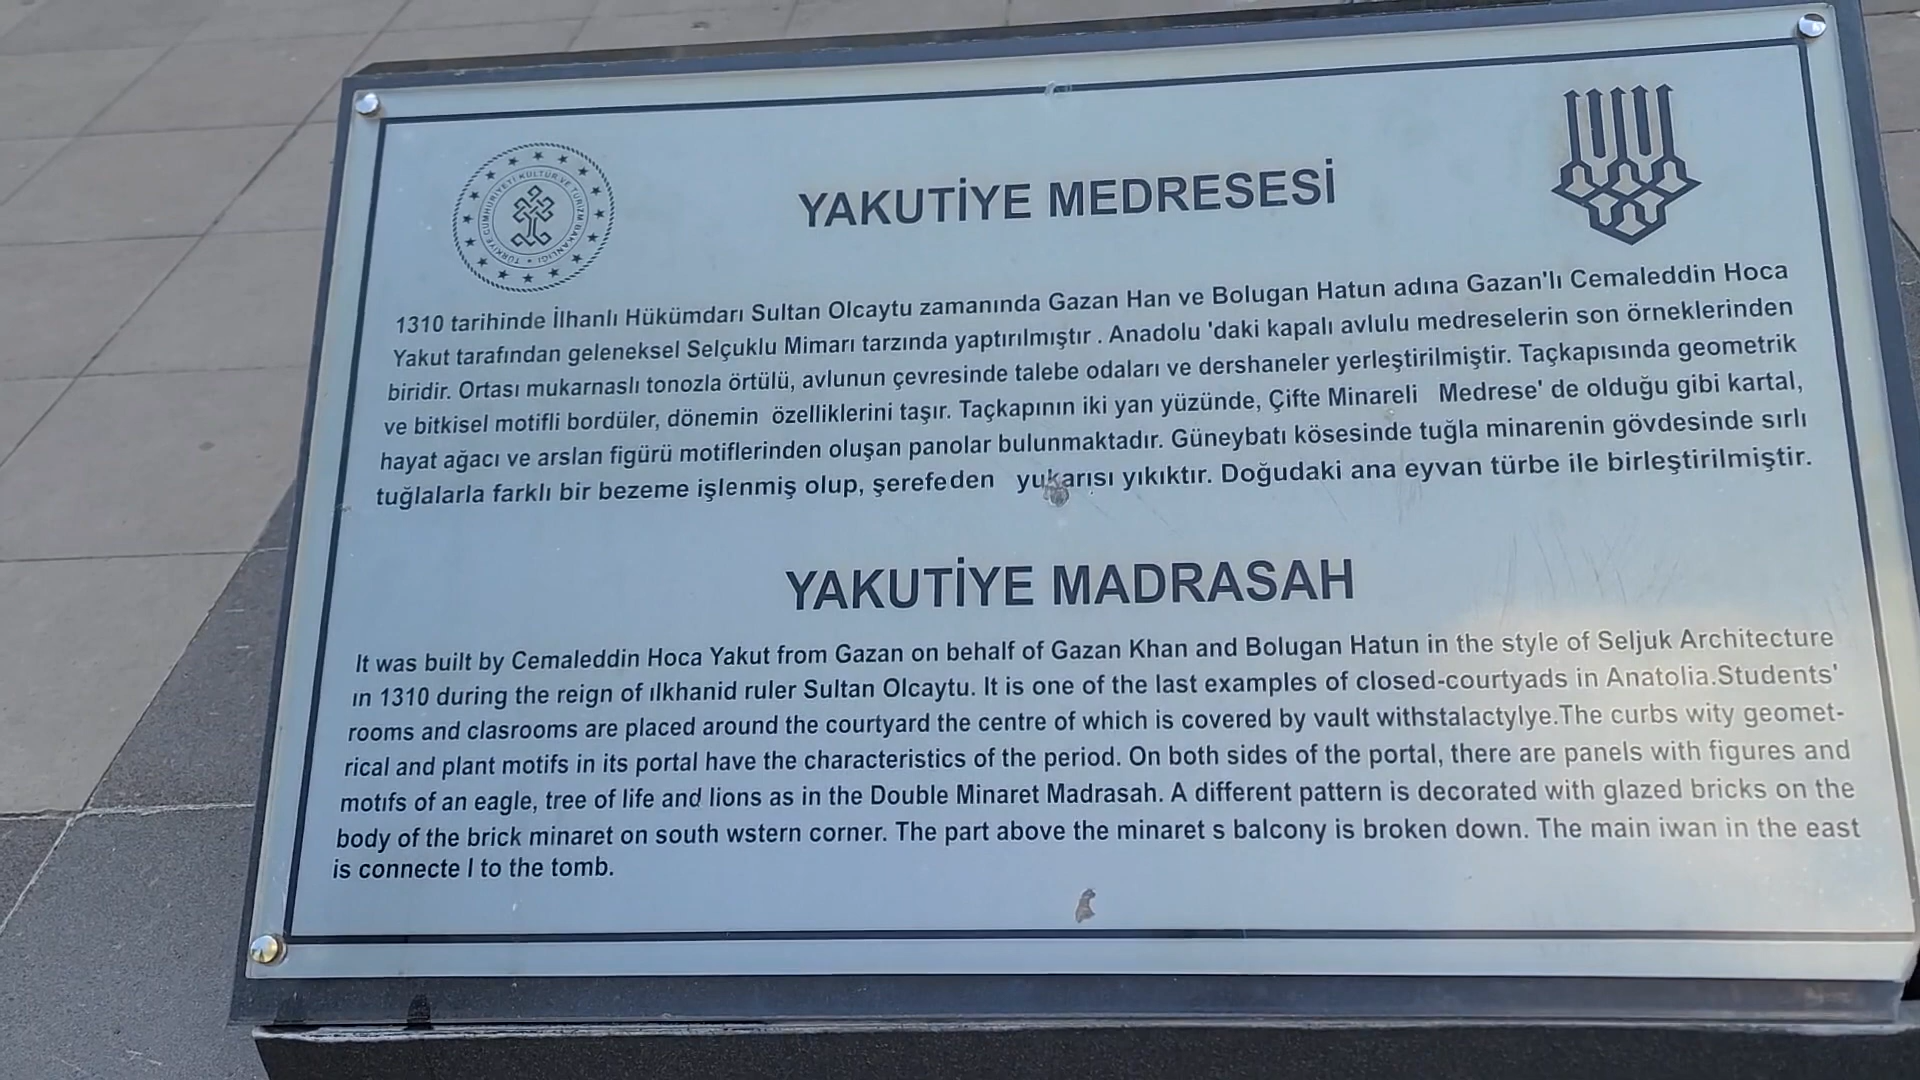 TÜRKİYE CUMHURİYETİ KÜLTÜR VE TURİZM BAKANLIĞI
YAKUTİYE MEDRESESİ
1310 tarihinde İlhanlı Hükümdarı Sultan Olcaytu zamanında Gazan Han ve Bolugan Hatun adına Gazan'lı Cemaleddin Hoca
Yakut tarafından geleneksel Selçuklu Mimarı tarzında yaptırılmıştır . Anadolu 'daki kapalı avlulu medreselerin son örneklerinden
biridir. Ortası mukarnaslı tonozla örtülü, avlunun çevresinde talebe odaları ve dershaneler yerleştirilmiştir. Taçkapısında geometrik
ve bitkisel motifli bordüler, dönemin özelliklerini taşır. Taçkapının iki yan yüzünde, Çifte Minareli Medrese' de olduğu gibi kartal,
hayat ağacı ve arslan figürü motiflerinden oluşan panolar bulunmaktadır. Güneybatı kösesinde tuğla minarenin gövdesinde sırlı
tuğlalarla farklı bir bezeme işlenmiş olup, şerefeden yukarısı yıkıktır. Doğudaki ana eyvan türbe ile birleştirilmiştir.
YAKUTİYE MADRASAH
It was built by Cemaleddin Hoca Yakut from Gazan on behalf of Gazan Khan and Bolugan Hatun in the style of Seljuk Architecture
ın 1310 during the reign of ılkhanid ruler Sultan Olcaytu. It is one of the last examples of closed-courtyads in Anatolia.Students'
rooms and clasrooms are placed around the courtyard the centre of which is covered by vault withstalactylye.The curbs wity geomet-
rical and plant motifs in its portal have the characteristics of the period. On both sides of the portal, there are panels with figures and
motıfs of an eagle, tree of life and lions as in the Double Minaret Madrasah. A different pattern is decorated with glazed bricks on the
body of the brick minaret on south wstern corner. The part above the minaret s balcony is broken down. The main iwan in the east
is connecte l to the tomb.